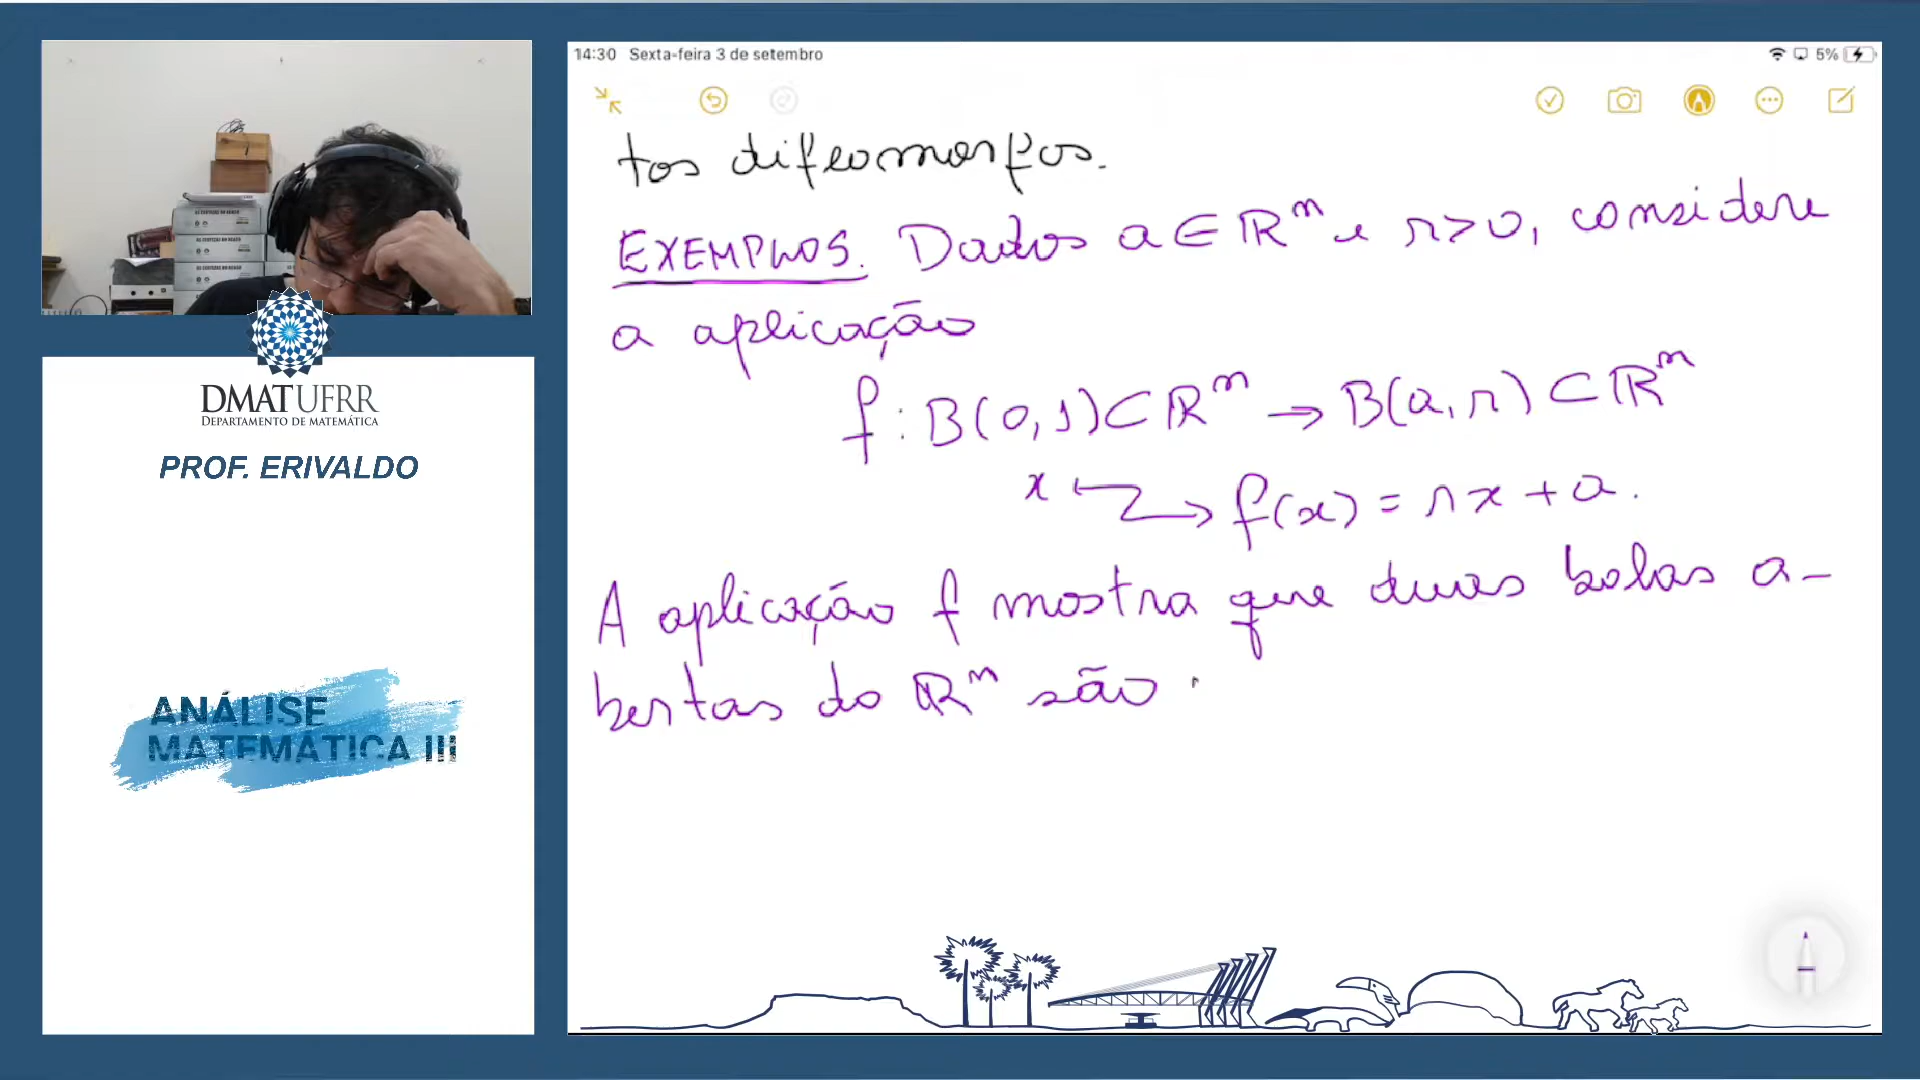 14:30 Sexta-feira 3 de setembro
5%
tos difeomorfos.
EXEMPLOS. Dados a ∈ ℝⁿ e r > 0, considere
a aplicação
f : B(0,1) ⊂ ℝⁿ → B(a,r) ⊂ ℝⁿ
x ↦ f(x) = rx + a.
A aplicação f mostra que duas bolas a-
bertas do ℝⁿ são
DMATUFRR
DEPARTAMENTO DE MATEMÁTICA
PROF. ERIVALDO
ANÁLISE
MATEMÁTICA III